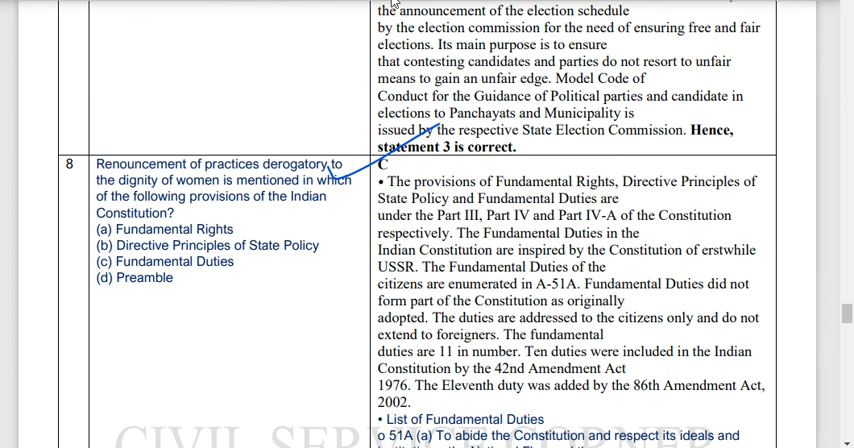 the announcement of the election schedule
by the election commission for the need of ensuring free and fair
elections. Its main purpose is to ensure
that contesting candidates and parties do not resort to unfair
means to gain an unfair edge. Model Code of
Conduct for the Guidance of Political parties and candidate in
elections to Panchayats and Municipality is
issued by the respective State Election Commission. Hence,
statement 3 is correct.
8
Renouncement of practices derogatory to
the dignity of women is mentioned in which
of the following provisions of the Indian
Constitution?
(a) Fundamental Rights
(b) Directive Principles of State Policy
(c) Fundamental Duties
(d) Preamble
C
• The provisions of Fundamental Rights, Directive Principles of
State Policy and Fundamental Duties are
under the Part III, Part IV and Part IV-A of the Constitution
respectively. The Fundamental Duties in the
Indian Constitution are inspired by the Constitution of erstwhile
USSR. The Fundamental Duties of the
citizens are enumerated in A-51A. Fundamental Duties did not
form part of the Constitution as originally
adopted. The duties are addressed to the citizens only and do not
extend to foreigners. The fundamental
duties are 11 in number. Ten duties were included in the Indian
Constitution by the 42nd Amendment Act
1976. The Eleventh duty was added by the 86th Amendment Act,
2002.
• List of Fundamental Duties
o 51A(a) To abide the Constitution and respect its ideals and
CIVIL SERVICE CORNER